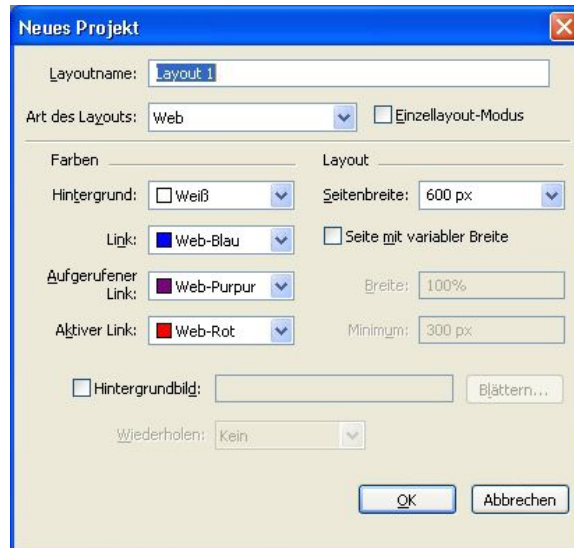 Neues Projekt
Layoutname: Layout 1
Art des Layouts: Web Einzellayout-Modus
Farben Layout
Hintergrund: Weiß Seitenbreite: 600 px
Link: Web-Blau Seite mit variabler Breite
Aufgerufener
Link: Web-Purpur Breite: 100%
Aktiver Link: Web-Rot Minimum: 300 px
Hintergrundbild: Blättern...
Wiederholen: Kein
OK Abbrechen